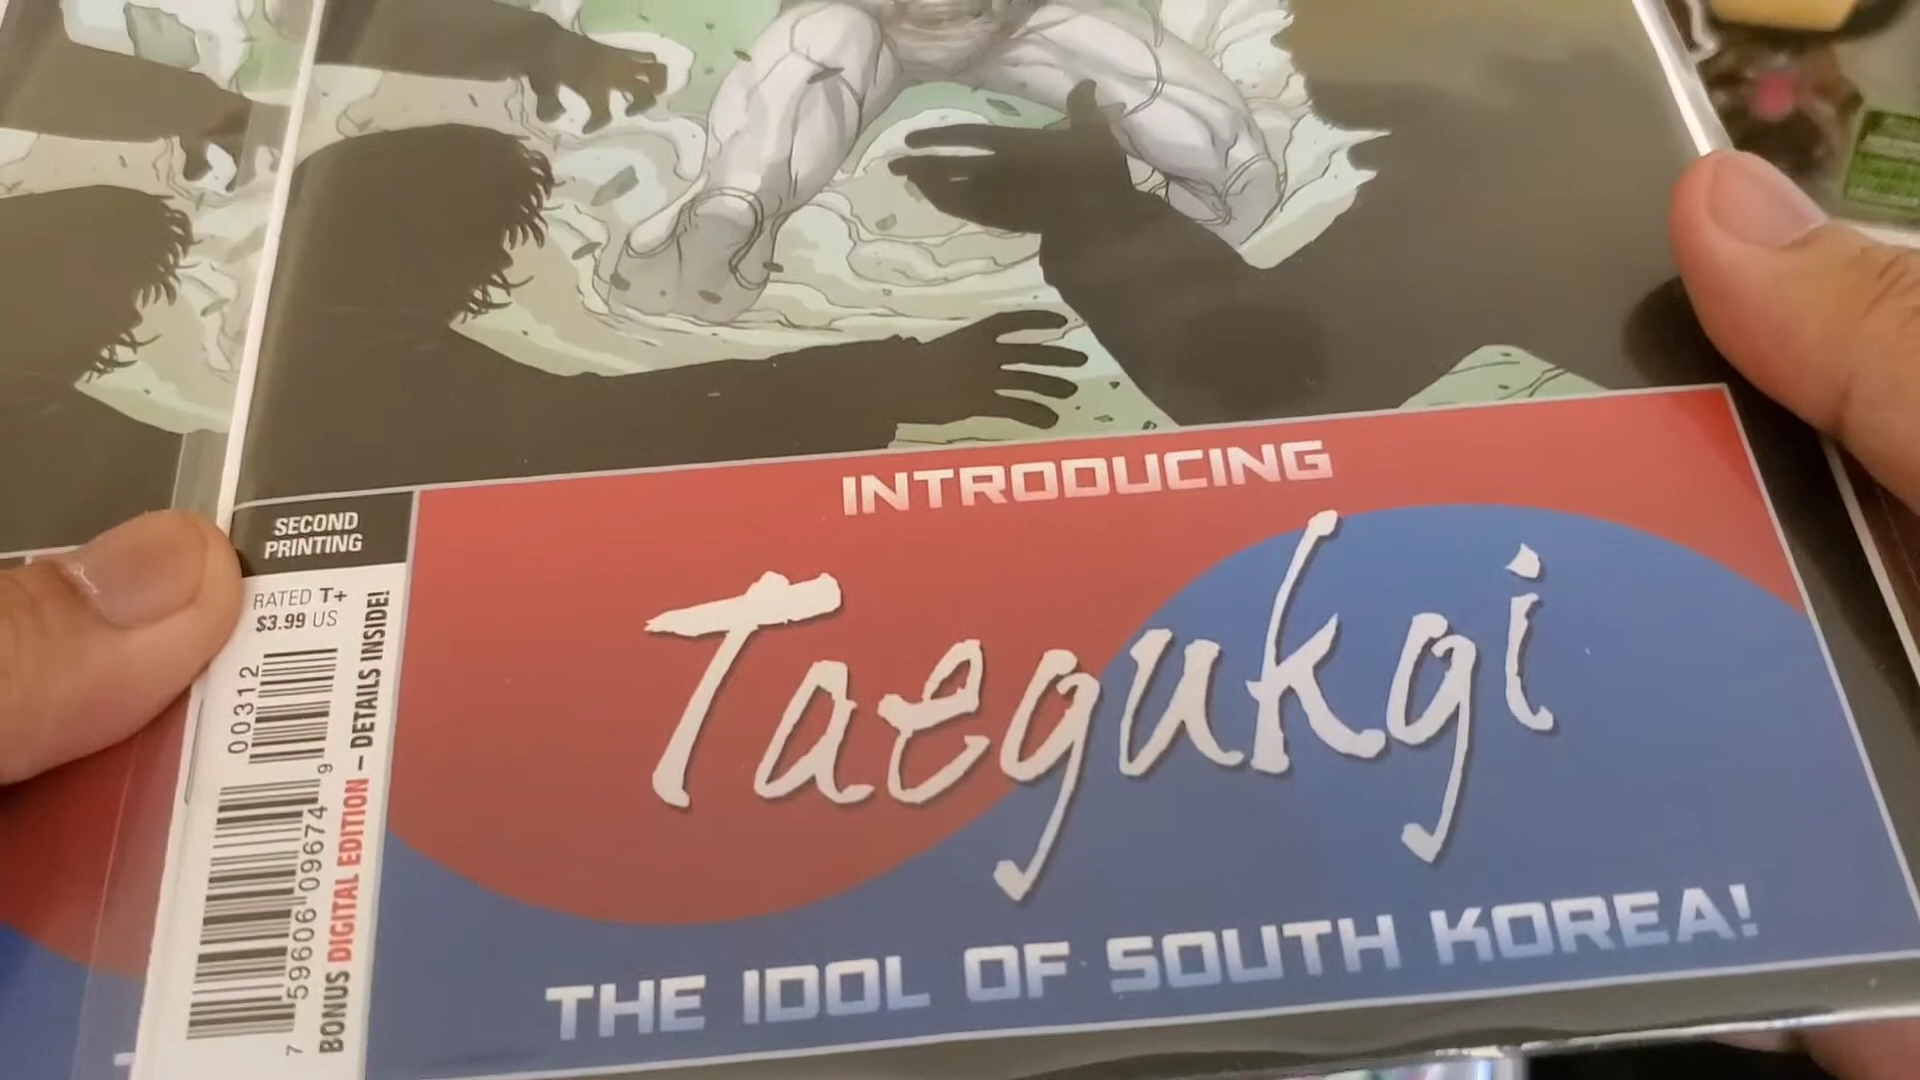 INTRODUCING
Taegukgi
THE IDOL OF SOUTH KOREA!
SECOND
PRINTING
RATED T+
$3.99 US
00312
7 59606 09674 9
BONUS DIGITAL EDITION – DETAILS INSIDE!